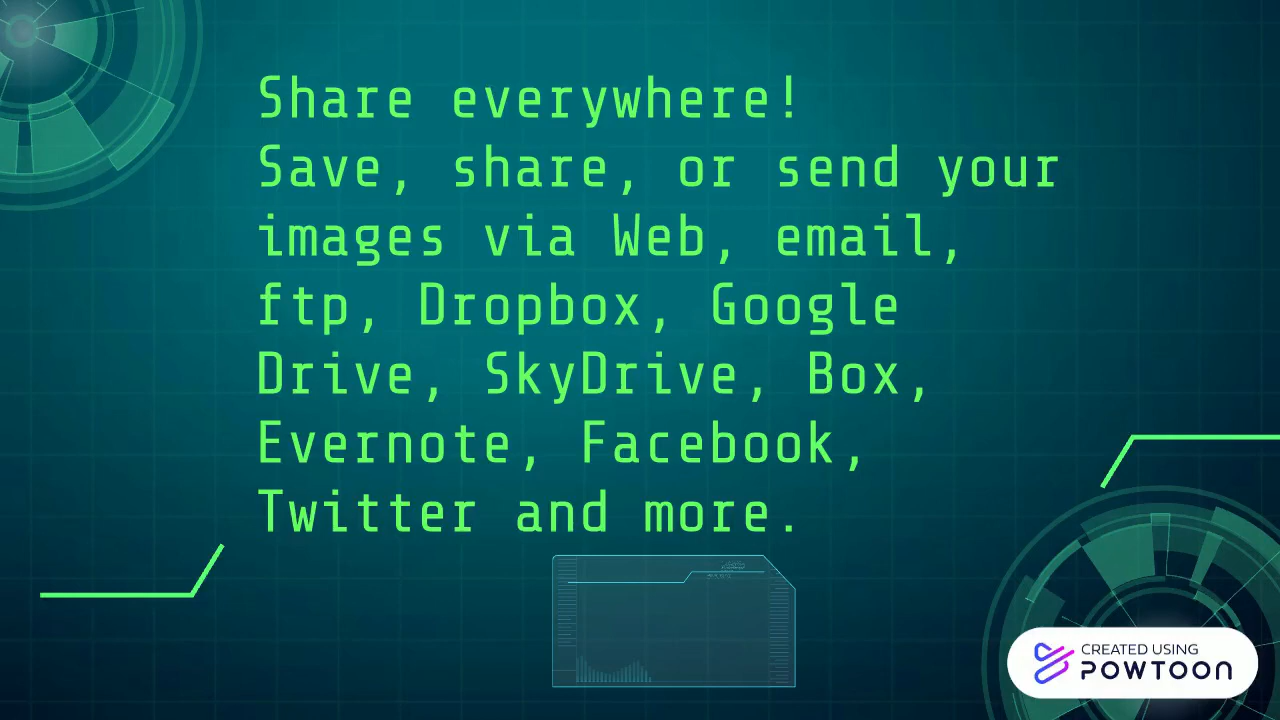 Share everywhere!
Save, share, or send your
images via Web, email,
ftp, Dropbox, Google
Drive, SkyDrive, Box,
Evernote, Facebook,
Twitter and more.
CREATED USING
POWTOON